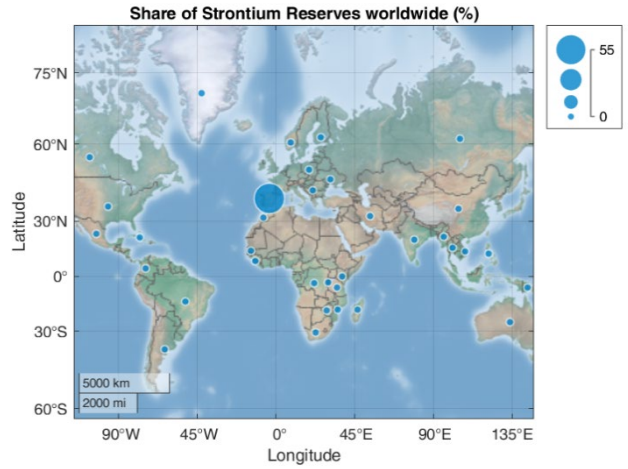 Share of Strontium Reserves worldwide (%)
55
0
75°N
60°N
30°N
0°
30°S
60°S
Latitude
5000 km
2000 mi
90°W 45°W 0° 45°E 90°E 135°E
Longitude